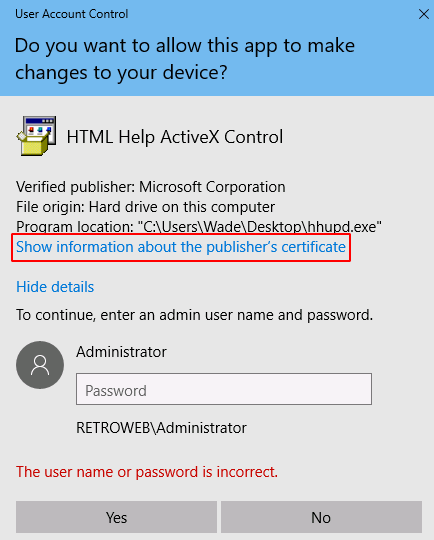 User Account Control
Do you want to allow this app to make
changes to your device?
HTML Help ActiveX Control
Verified publisher: Microsoft Corporation
File origin: Hard drive on this computer
Program location: "C:\Users\Wade\Desktop\hhupd.exe"
Show information about the publisher's certificate
Hide details
To continue, enter an admin user name and password.
Administrator
Password
RETROWEB\Administrator
The user name or password is incorrect.
Yes
No